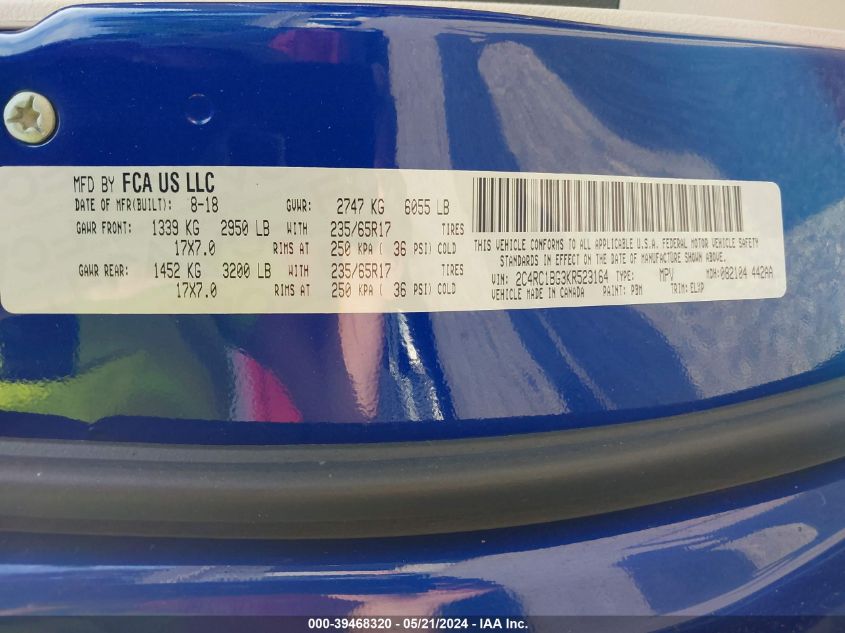 MFD BY FCA US LLC
DATE OF MFR(BUILT): 8-18 GVWR: 2747 KG 6055 LB
GAWR FRONT: 1339 KG 2950 LB WITH 235/65R17 TIRES
17X7.0 RIMS AT 250 KPA ( 36 PSI) COLD
GAWR REAR: 1452 KG 3200 LB WITH 235/65R17 TIRES
17X7.0 RIMS AT 250 KPA ( 36 PSI) COLD
THIS VEHICLE CONFORMS TO ALL APPLICABLE U.S.A. FEDERAL MOTOR VEHICLE SAFETY
STANDARDS IN EFFECT ON THE DATE OF MANUFACTURE SHOWN ABOVE.
VIN: 2C4RC1BG3KR523164 TYPE: MPV MDH: 082104 442AA
VEHICLE MADE IN CANADA PAINT: PBM TRIM:
000-39468320 / 05/21/2024 - IAA Inc.